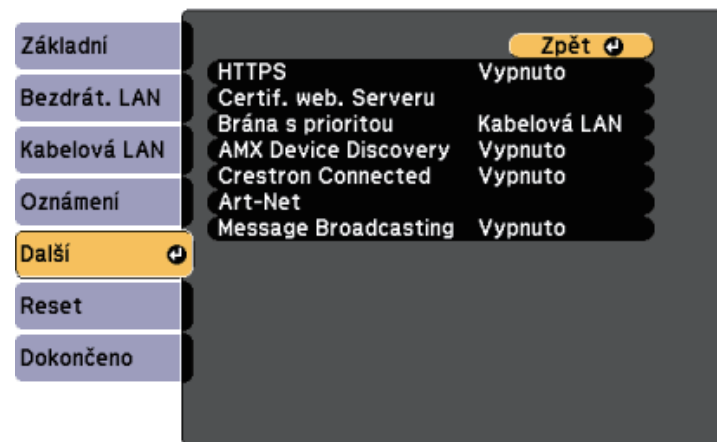 Základní
Bezdrát. LAN
Kabelová LAN
Oznámení
Další
Reset
Dokončeno
Zpět
HTTPS Vypnuto
Certif. web. Serveru
Brána s prioritou Kabelová LAN
AMX Device Discovery Vypnuto
Crestron Connected Vypnuto
Art-Net
Message Broadcasting Vypnuto